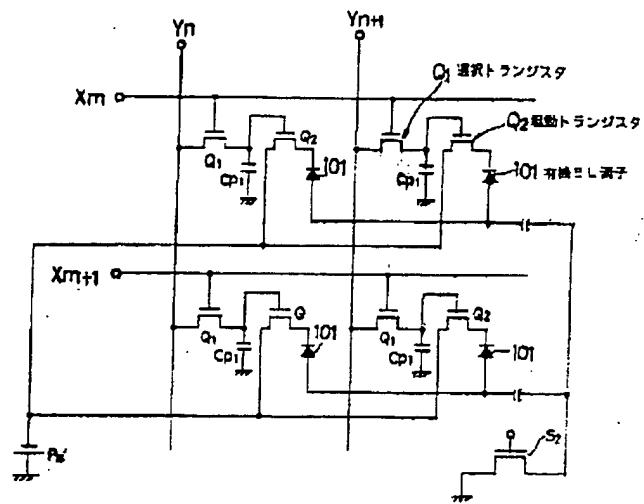 Yn
Yn+1
Xm
Q1 選択トランジスタ
Q1
Q2
Cp1
101
Cp1
Q2 駆動トランジスタ
101 有機EL素子
Xm+1
Q1
Q
Cp1
101
Q1
Q2
Cp1
101
S2